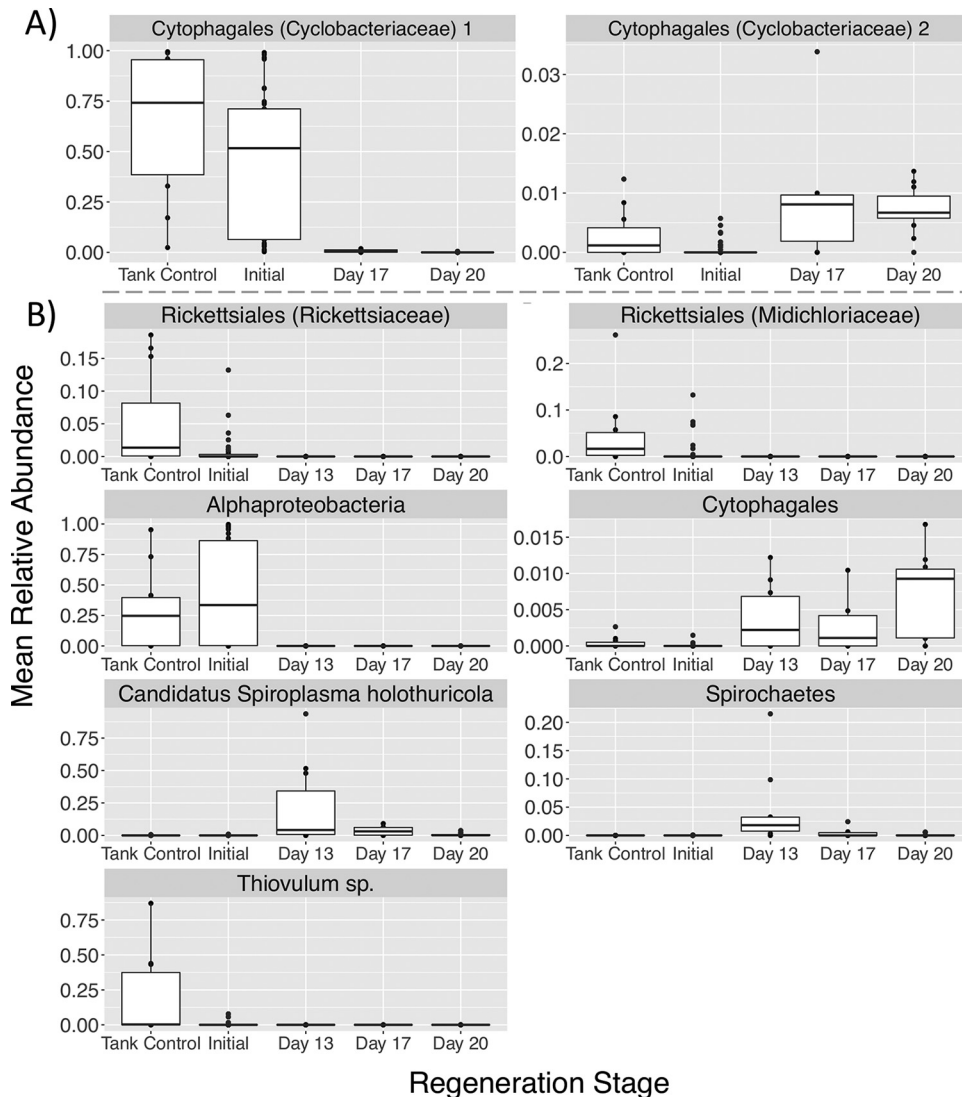 A)
Cytophagales (Cyclobacteriaceae) 1
1.00
0.75
0.50
0.25
0.00
Tank Control Initial Day 17 Day 20
Cytophagales (Cyclobacteriaceae) 2
0.03
0.02
0.01
0.00
Tank Control Initial Day 17 Day 20
B)
Mean Relative Abundance
Rickettsiales (Rickettsiaceae)
0.15
0.10
0.05
0.00
Tank Control Initial Day 13 Day 17 Day 20
Rickettsiales (Midichloriaceae)
0.2
0.1
0.0
Tank Control Initial Day 13 Day 17 Day 20
Alphaproteobacteria
1.00
0.75
0.50
0.25
0.00
Tank Control Initial Day 13 Day 17 Day 20
Cytophagales
0.015
0.010
0.005
0.000
Tank Control Initial Day 13 Day 17 Day 20
Candidatus Spiroplasma holothuricola
0.75
0.50
0.25
0.00
Tank Control Initial Day 13 Day 17 Day 20
Spirochaetes
0.20
0.15
0.10
0.05
0.00
Tank Control Initial Day 13 Day 17 Day 20
Thiovulum sp.
0.75
0.50
0.25
0.00
Tank Control Initial Day 13 Day 17 Day 20
Regeneration Stage